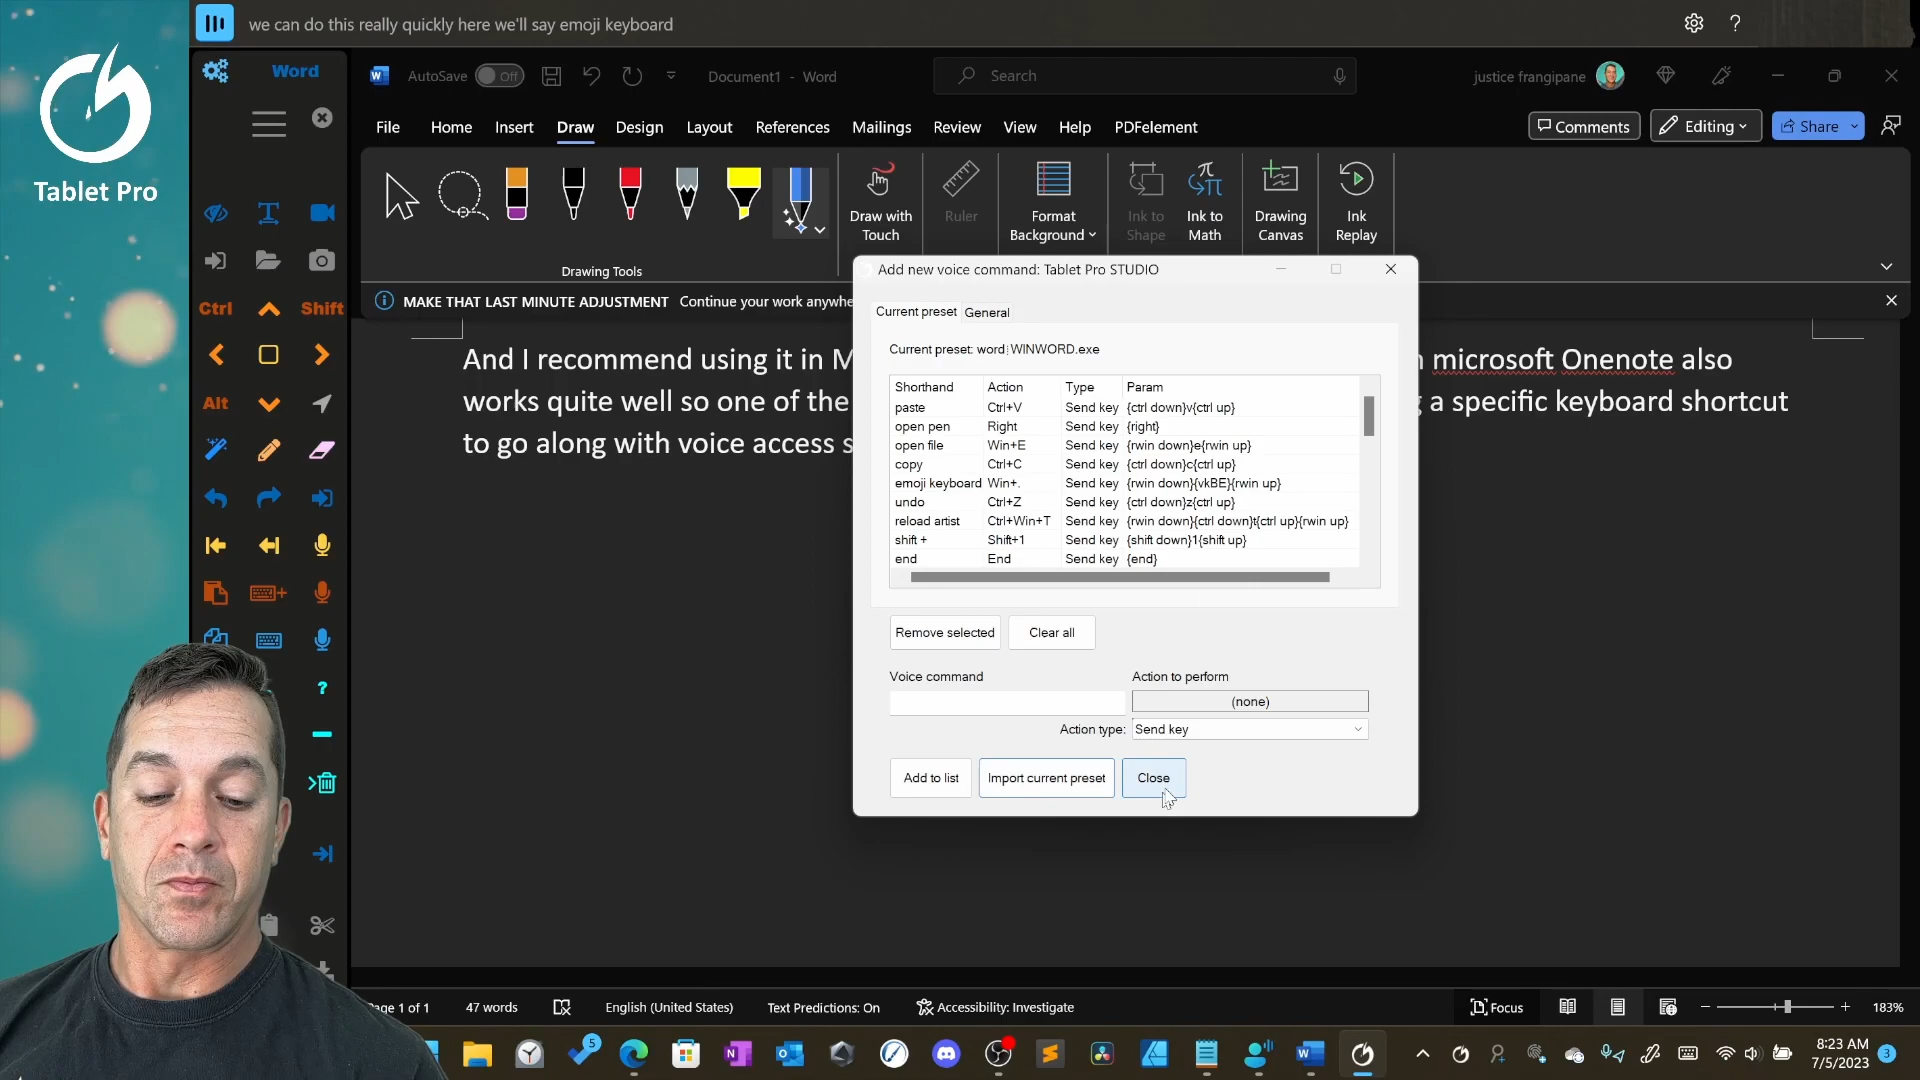 we can do this really quickly here we'll say emoji keyboard
Tablet Pro
Word
AutoSave Off
Document1 - Word
Search
justice frangipane
File Home Insert Draw Design Layout References Mailings Review View Help PDFelement
Comments Editing Share
Draw with Touch
Ruler
Format Background
Ink to Shape
Ink to Math
Drawing Canvas
Ink Replay
Drawing Tools
MAKE THAT LAST MINUTE ADJUSTMENT Continue your work anywhe
Ctrl Shift
Alt
And I recommend using it in M
microsoft Onenote also
works quite well so one of the
a specific keyboard shortcut
to go along with voice access s
Add new voice command: Tablet Pro STUDIO
Current preset General
Current preset: word WINWORD.exe
Shorthand Action Type Param
paste Ctrl+V Send key {ctrl down}v{ctrl up}
open pen Right Send key {right}
open file Win+E Send key {rwin down}e{rwin up}
copy Ctrl+C Send key {ctrl down}c{ctrl up}
emoji keyboard Win+. Send key {rwin down}{vkBE}{rwin up}
undo Ctrl+Z Send key {ctrl down}z{ctrl up}
reload artist Ctrl+Win+T Send key {rwin down}{ctrl down}t{ctrl up}{rwin up}
shift + Shift+1 Send key {shift down}1{shift up}
end End Send key {end}
Remove selected Clear all
Voice command Action to perform
(none)
Action type: Send key
Add to list Import current preset Close
age 1 of 1 47 words English (United States) Text Predictions: On Accessibility: Investigate Focus 183%
5
8:23 AM
7/5/2023
3